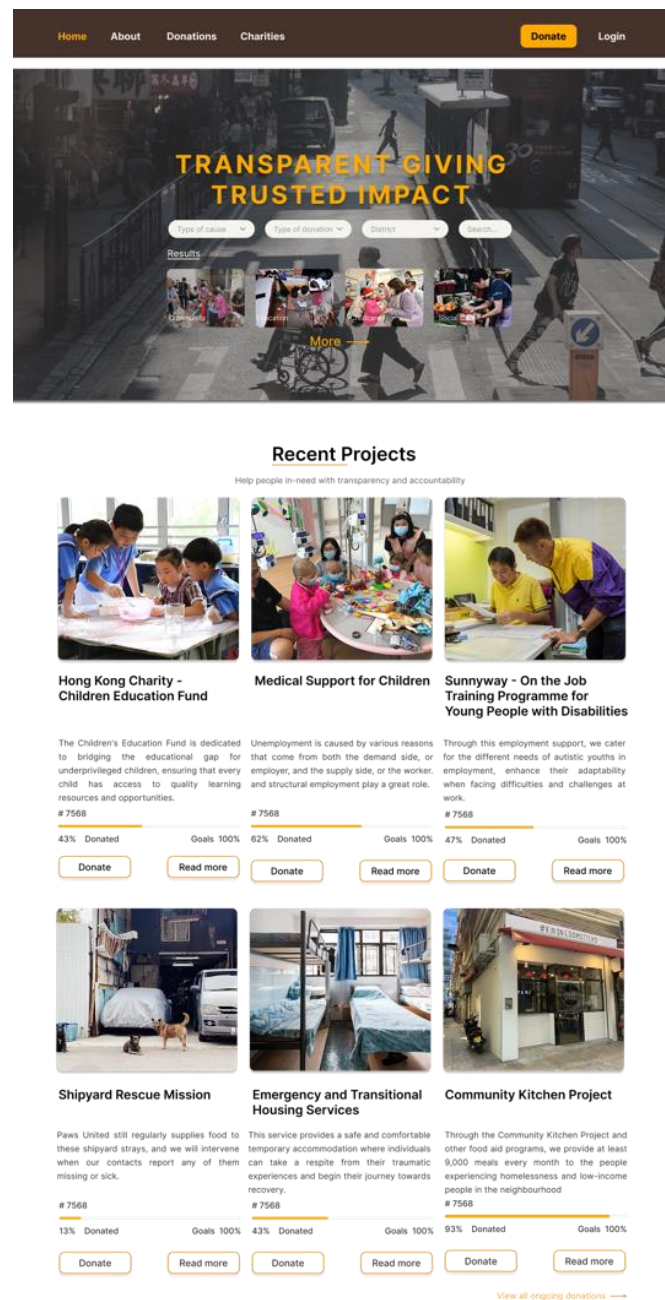 Home About Donations Charities Donate Login
TRANSPARENT GIVING
TRUSTED IMPACT
Type of cause Type of donation District Search...
Results
Community Education
More
Recent Projects
Help people in-need with transparency and accountability
Hong Kong Charity -
Children Education Fund
The Children's Education Fund is dedicated
to bridging the educational gap for
underprivileged children, ensuring that every
child has access to quality learning
resources and opportunities.
# 7568
43% Donated Goals 100%
Donate Read more
Medical Support for Children
Unemployment is caused by various reasons
that come from both the demand side, or
employer, and the supply side, or the worker.
and structural employment play a great role.
# 7568
62% Donated Goals 100%
Donate Read more
Sunnyway - On the Job
Training Programme for
Young People with Disabilities
Through this employment support, we cater
for the different needs of autistic youths in
employment, enhance their adaptability
when facing difficulties and challenges at
work.
# 7568
47% Donated Goals 100%
Donate Read more
Shipyard Rescue Mission
Paws United still regularly supplies food to
these shipyard strays, and we will intervene
when our contacts report any of them
missing or sick.
# 7568
13% Donated Goals 100%
Donate Read more
Emergency and Transitional
Housing Services
This service provides a safe and comfortable
temporary accommodation where individuals
can take a respite from their traumatic
experiences and begin their journey towards
recovery.
# 7568
43% Donated Goals 100%
Donate Read more
Community Kitchen Project
Through the Community Kitchen Project and
other food aid programs, we provide at least
9,000 meals every month to the people
experiencing homelessness and low-income
people in the neighbourhood
# 7568
93% Donated Goals 100%
Donate Read more
View all ongoing donations